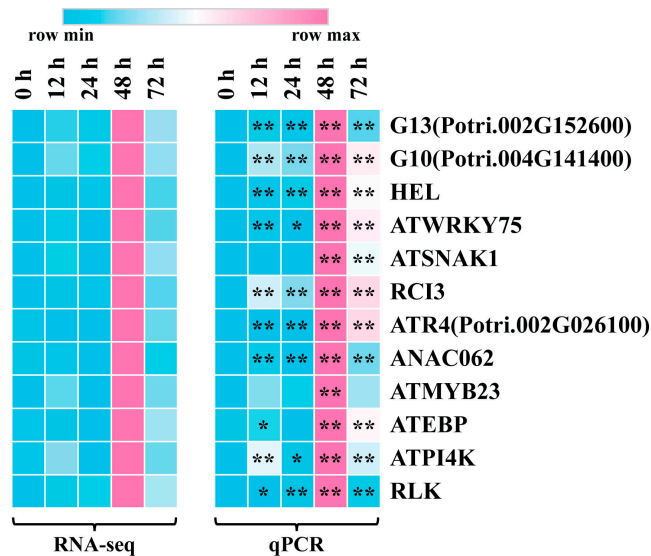 row min row max
0 h 12 h 24 h 48 h 72 h 0 h 12 h 24 h 48 h 72 h
** ** ** ** G13(Potri.002G152600)
** ** ** ** G10(Potri.004G141400)
** ** ** ** HEL
** * ** ** ATWRKY75
** ** ATSNAK1
** ** ** ** RCI3
** ** ** ** ATR4(Potri.002G026100)
** ** ** ** ANAC062
** ATMYB23
* ** ** ATEBP
** * ** ** ATPI4K
* ** ** ** RLK
RNA-seq qPCR